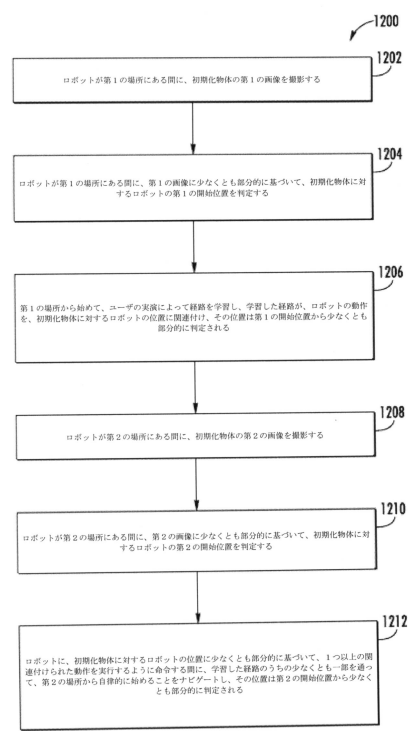 1200
1202
ロボットが第1の場所にある間に、初期化物体の第1の画像を撮影する
1204
ロボットが第1の場所にある間に、第1の画像に少なくとも部分的に基づいて、初期化物体に対
するロボットの第1の開始位置を判定する
1206
第1の場所から始めて、ユーザの実演によって経路を学習し、学習した経路が、ロボットの動作
を、初期化物体に対するロボットの位置に関連付け、その位置は第1の開始位置から少なくとも
部分的に判定される
1208
ロボットが第2の場所にある間に、初期化物体の第2の画像を撮影する
1210
ロボットが第2の場所にある間に、第2の画像に少なくとも部分的に基づいて、初期化物体に対
するロボットの第2の開始位置を判定する
1212
ロボットに、初期化物体に対するロボットの位置に少なくとも部分的に基づいて、1つ以上の関
連付けられた動作を実行するように命令する間に、学習した経路のうちの少なくとも一部を通っ
て、第2の場所から自律的に始めることをナビゲートし、その位置は第2の開始位置から少なく
とも部分的に判定される